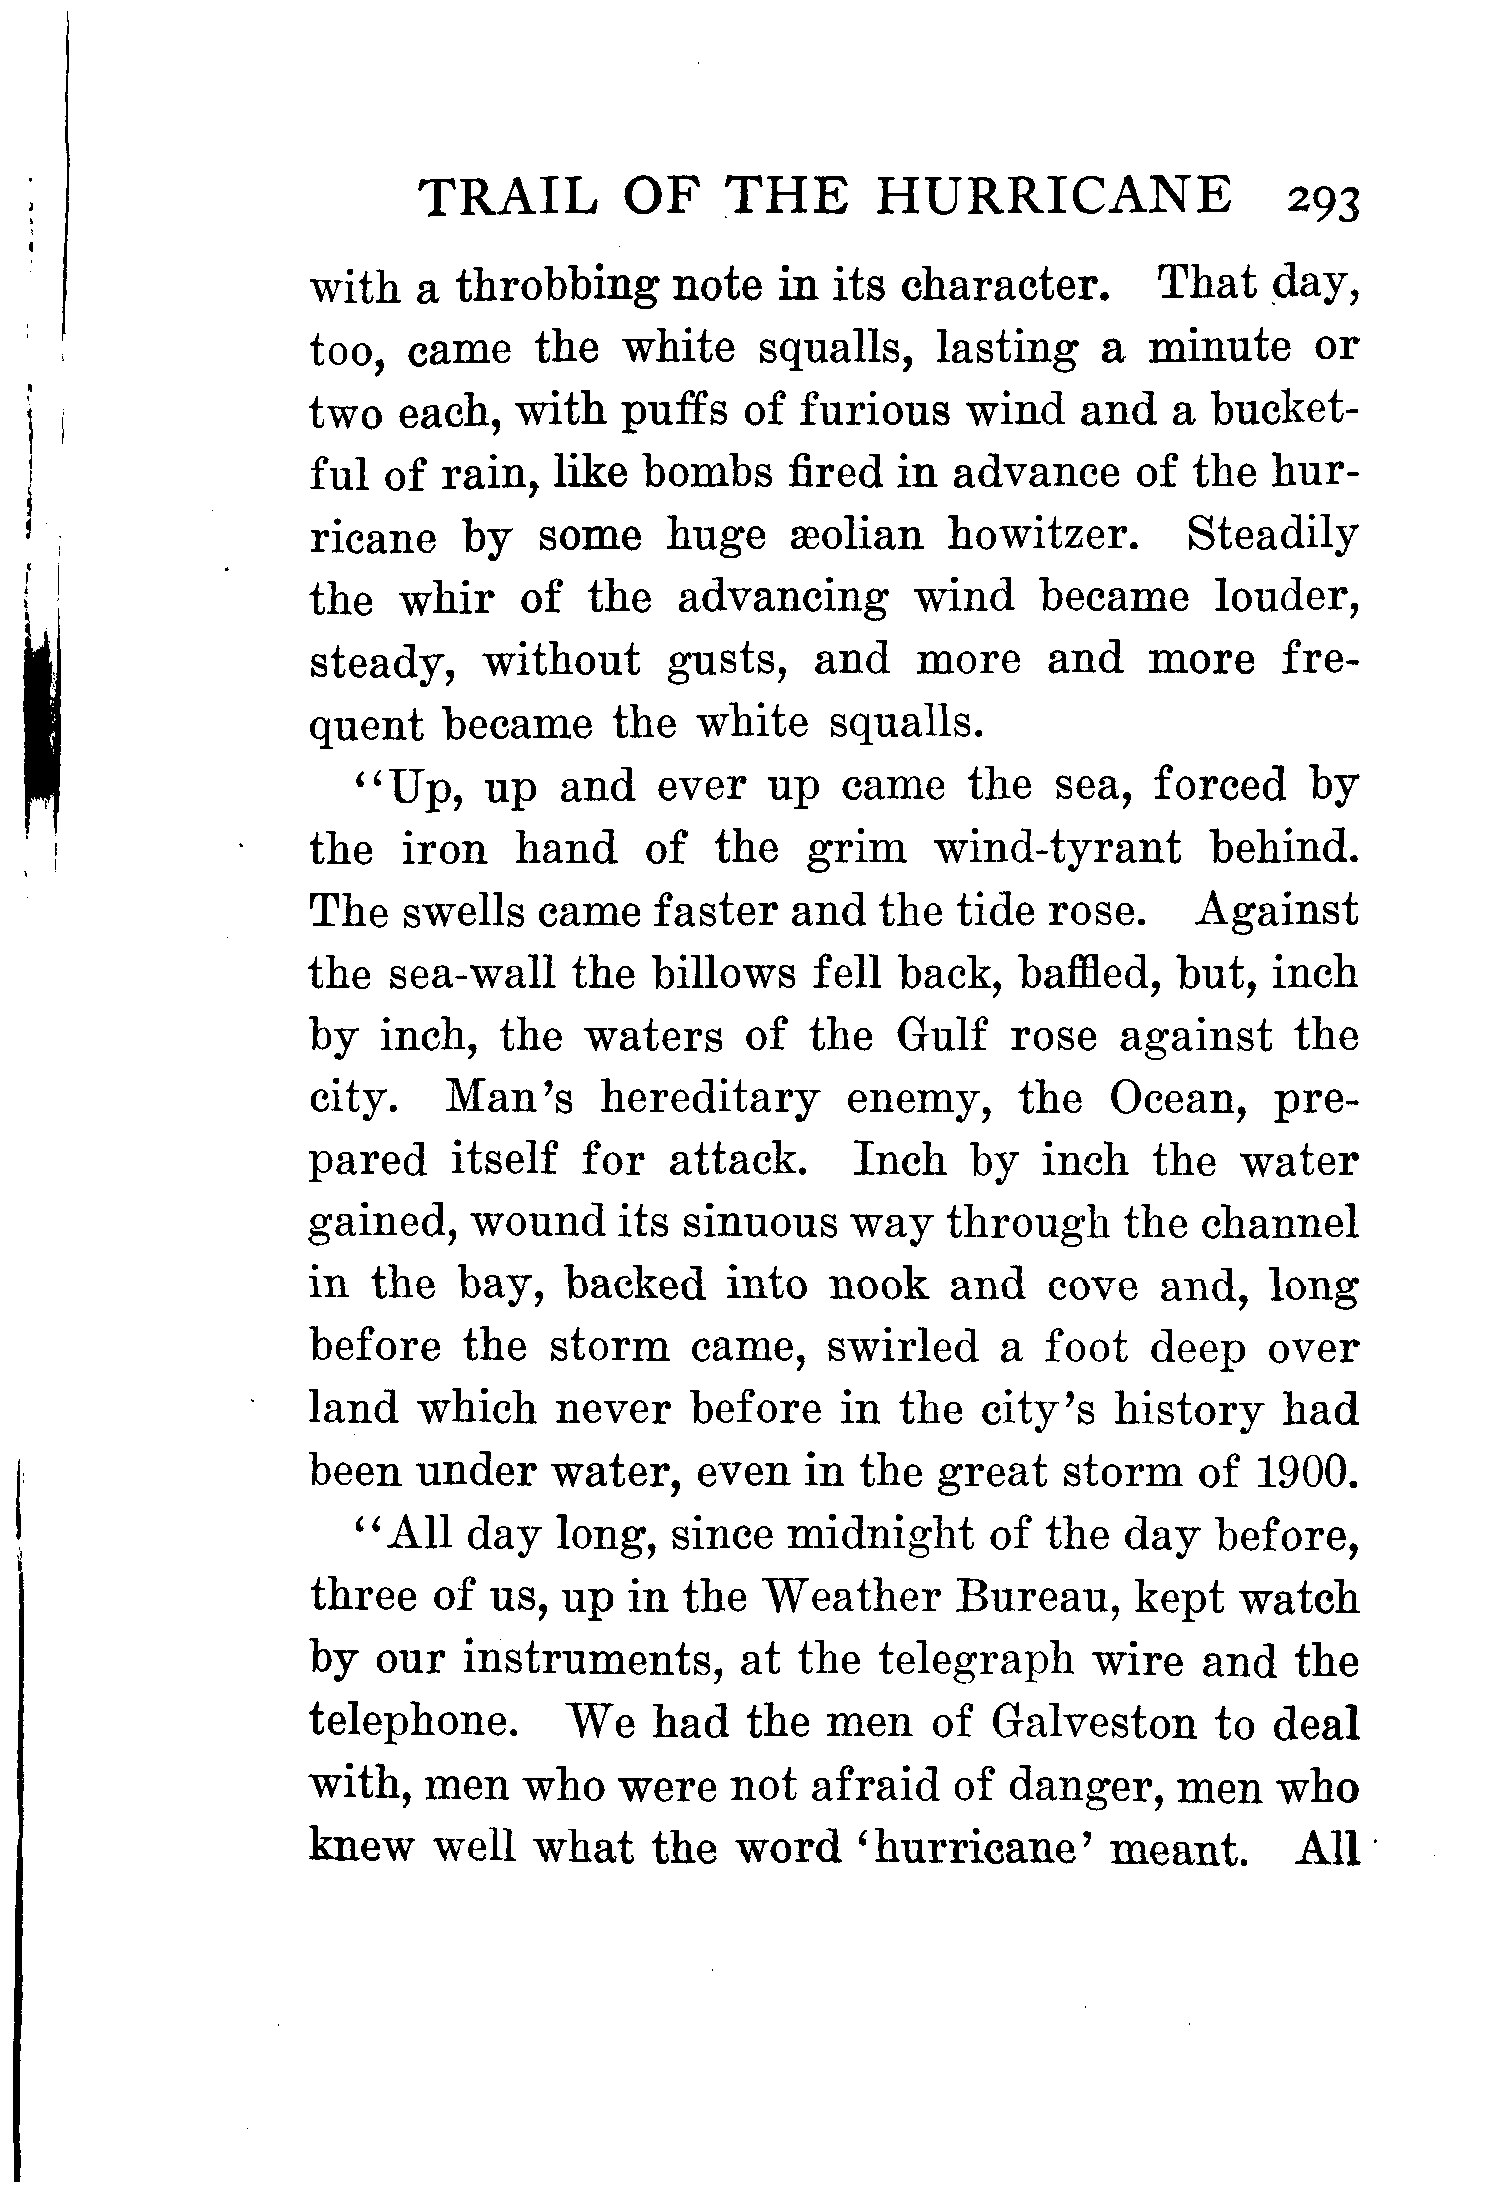 TRAIL OF THE HURRICANE 293
with a throbbing note in its character. That day,
too, came the white squalls, lasting a minute or
two each, with puffs of furious wind and a bucket-
ful of rain, like bombs fired in advance of the hur-
ricane by some huge æolian howitzer. Steadily
the whir of the advancing wind became louder,
steady, without gusts, and more and more fre-
quent became the white squalls.
“Up, up and ever up came the sea, forced by
the iron hand of the grim wind-tyrant behind.
The swells came faster and the tide rose. Against
the sea-wall the billows fell back, baffled, but, inch
by inch, the waters of the Gulf rose against the
city. Man’s hereditary enemy, the Ocean, pre-
pared itself for attack. Inch by inch the water
gained, wound its sinuous way through the channel
in the bay, backed into nook and cove and, long
before the storm came, swirled a foot deep over
land which never before in the city’s history had
been under water, even in the great storm of 1900.
“All day long, since midnight of the day before,
three of us, up in the Weather Bureau, kept watch
by our instruments, at the telegraph wire and the
telephone. We had the men of Galveston to deal
with, men who were not afraid of danger, men who
knew well what the word ‘hurricane’ meant. All